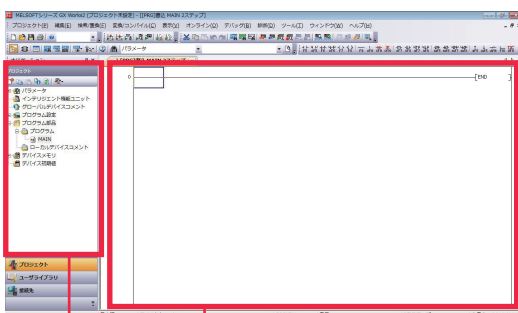 MELSOFTシリーズ GX Works2 (プロジェクト未設定) - [[PRG]書込 MAIN 1ステップ]
プロジェクト(P) 編集(E) 検索/置換(F) 変換/コンパイル(C) 表示(V) オンライン(O) デバッグ(B) 診断(D) ツール(T) ウィンドウ(W) ヘルプ(H)
パラメータ
[PRG]書込 MAIN
プロジェクト
パラメータ
インテリジェント機能ユニット
グローバルデバイスコメント
プログラム設定
プログラム部品
プログラム
MAIN
ローカルデバイスコメント
デバイスメモリ
デバイス初期値
0
[END ]
プロジェクト
ユーザライブラリ
接続先